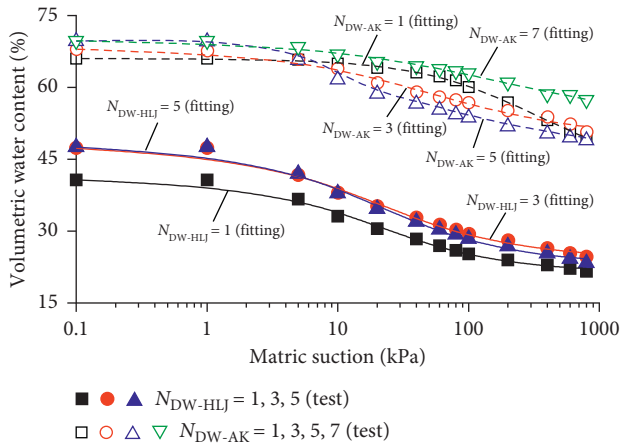 Volumetric water content (%)
75
60
45
30
15
N_DW-AK = 1 (fitting)
N_DW-AK = 7 (fitting)
N_DW-HLJ = 5 (fitting)
N_DW-AK = 3 (fitting)
N_DW-AK = 5 (fitting)
N_DW-HLJ = 3 (fitting)
N_DW-HLJ = 1 (fitting)
0.1 1 10 100 1000
Matric suction (kPa)
N_DW-HLJ = 1, 3, 5 (test)
N_DW-AK = 1, 3, 5, 7 (test)